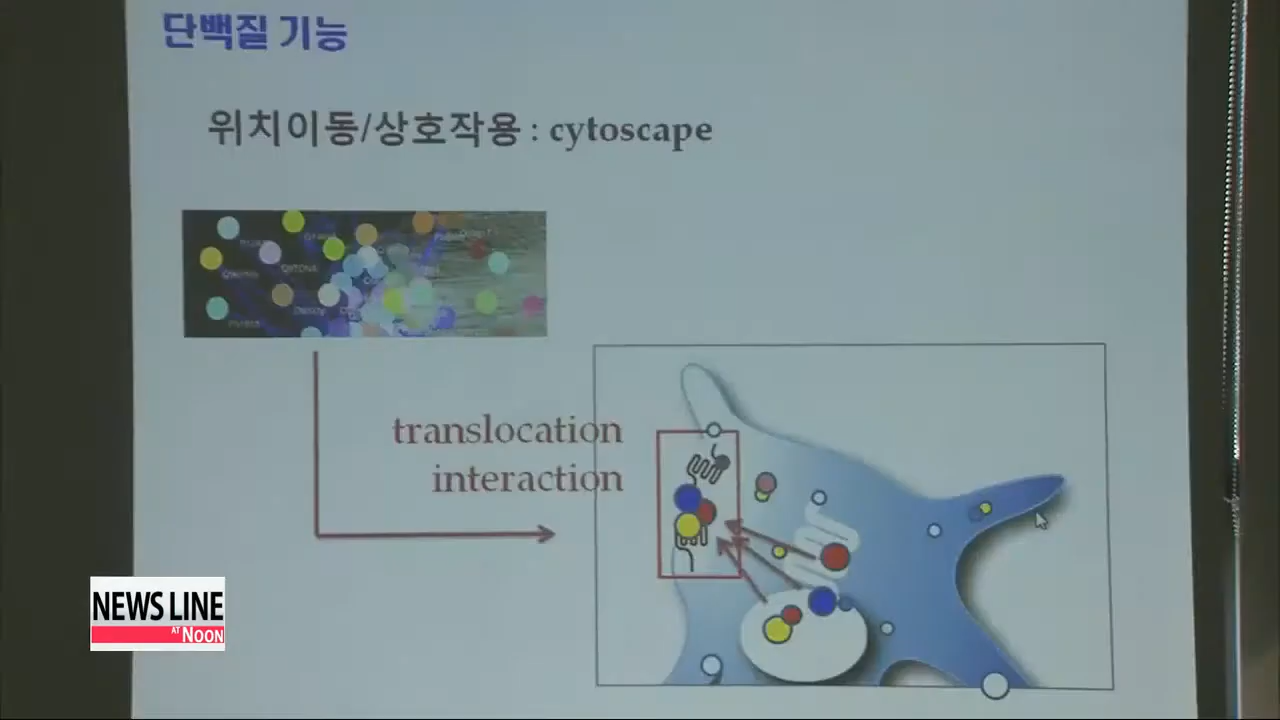 단백질 기능
위치이동/상호작용 : cytoscape
translocation
interaction
NEWS LINE
AT NOON